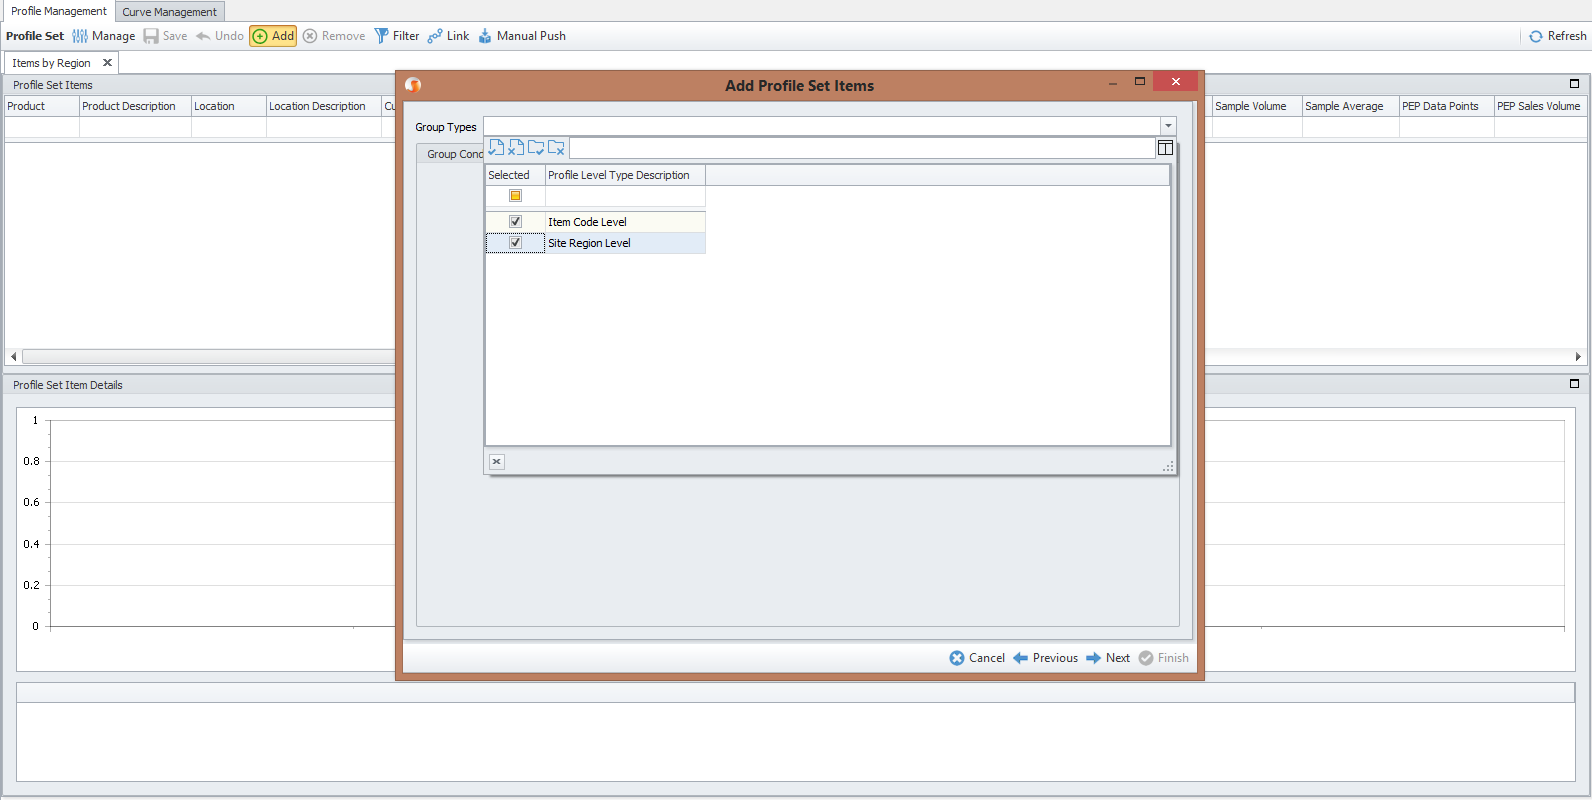 Profile Management Curve Management
Profile Set Manage Save Undo Add Remove Filter Link Manual Push Refresh
Items by Region
Profile Set Items
Product Product Description Location Location Description Cu Sample Volume Sample Average PEP Data Points PEP Sales Volume
Add Profile Set Items
Group Types
Group Cond
Selected Profile Level Type Description
Item Code Level
Site Region Level
Profile Set Item Details
1
0.8
0.6
0.4
0.2
0
Cancel Previous Next Finish